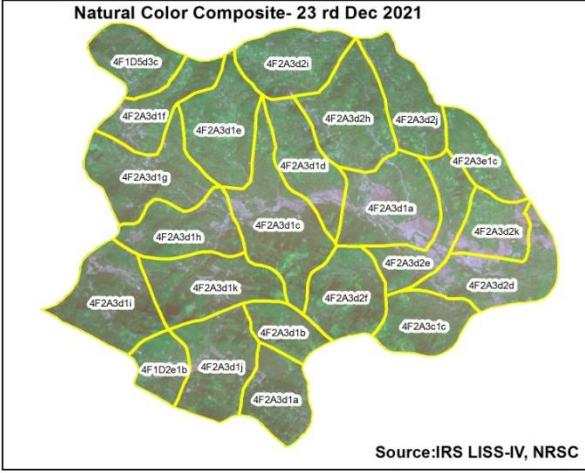 Natural Color Composite- 23 rd Dec 2021
4F1D5d3c
4F2A3d2i
4F2A3d1f
4F2A3d1e
4F2A3d2h
4F2A3d2j
4F2A3d1d
4F2A3e1c
4F2A3d1g
4F2A3d1a
4F2A3d1c
4F2A3d2k
4F2A3d1h
4F2A3d2e
4F2A3d2d
4F2A3d1k
4F2A3d1i
4F2A3d2f
4F2A3c1c
4F2A3d1b
4F1D2e1b
4F2A3d1j
4F2A3d1a
Source:IRS LISS-IV, NRSC